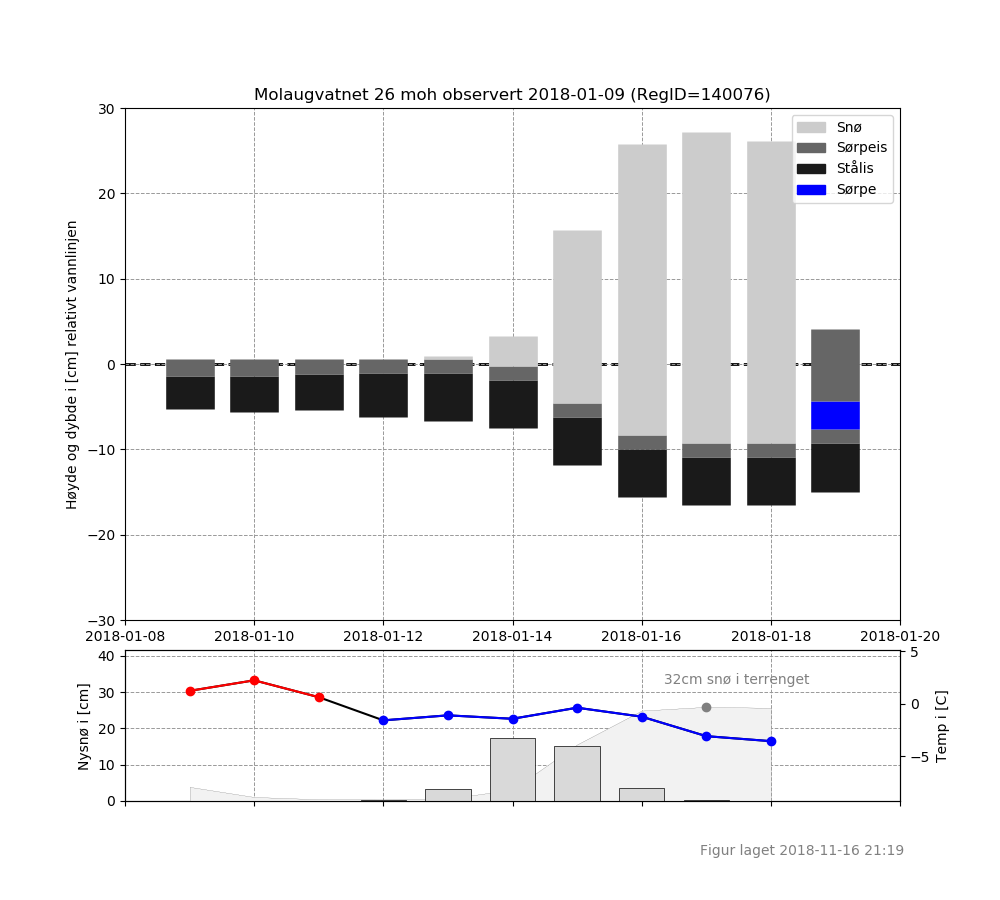 Molaugvatnet 26 moh observert 2018-01-09 (RegID=140076)
Høyde og dybde i [cm] relativt vannlinjen
30
20
10
0
−10
−20
−30
Snø
Sørpeis
Stålis
Sørpe
2018-01-08 2018-01-10 2018-01-12 2018-01-14 2018-01-16 2018-01-18 2018-01-20
Nysnø i [cm]
40
30
20
10
0
32cm snø i terrenget
5
0
−5
Temp i [C]
Figur laget 2018-11-16 21:19